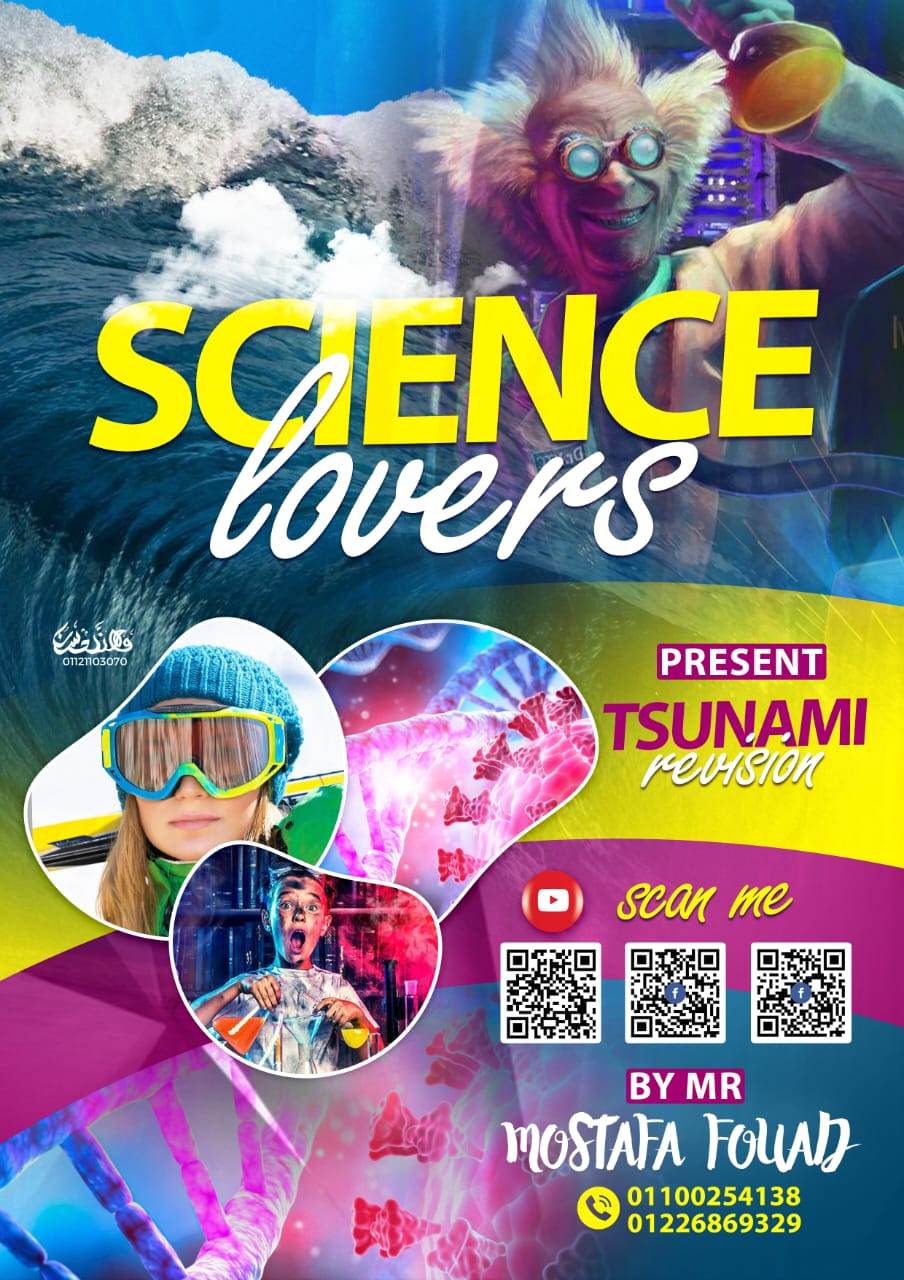 SCIENCE
lovers
01121103070
PRESENT
TSUNAMI
revision
scan me
BY MR
MOSTAFA FOUAD
01100254138
01226869329